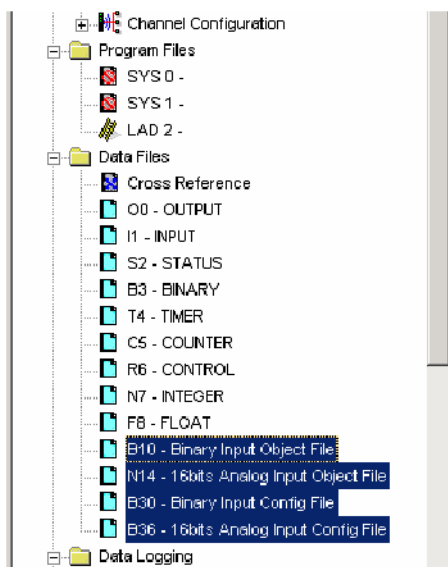 Channel Configuration
Program Files
SYS 0 -
SYS 1 -
LAD 2 -
Data Files
Cross Reference
O0 - OUTPUT
I1 - INPUT
S2 - STATUS
B3 - BINARY
T4 - TIMER
C5 - COUNTER
R6 - CONTROL
N7 - INTEGER
F8 - FLOAT
B10 - Binary Input Object File
N14 - 16bits Analog Input Object File
B30 - Binary Input Config File
B36 - 16bits Analog Input Config File
Data Logging